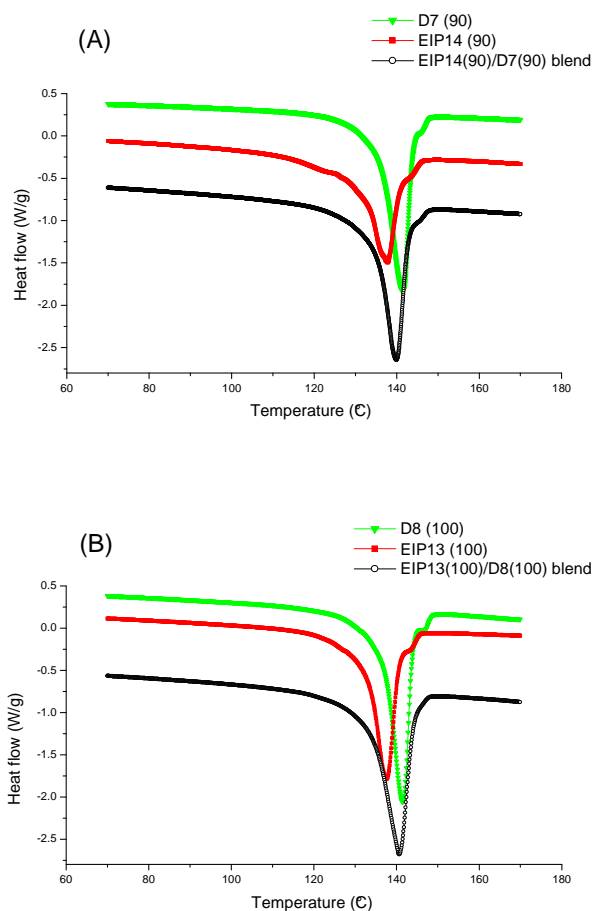 (A)
D7 (90)
EIP14 (90)
EIP14(90)/D7(90) blend
0.5
0.0
-0.5
-1.0
-1.5
-2.0
-2.5
Heat flow (W/g)
60 80 100 120 140 160 180
Temperature (°C)
(B)
D8 (100)
EIP13 (100)
EIP13(100)/D8(100) blend
0.5
0.0
-0.5
-1.0
-1.5
-2.0
-2.5
Heat flow (W/g)
60 80 100 120 140 160 180
Temperature (°C)